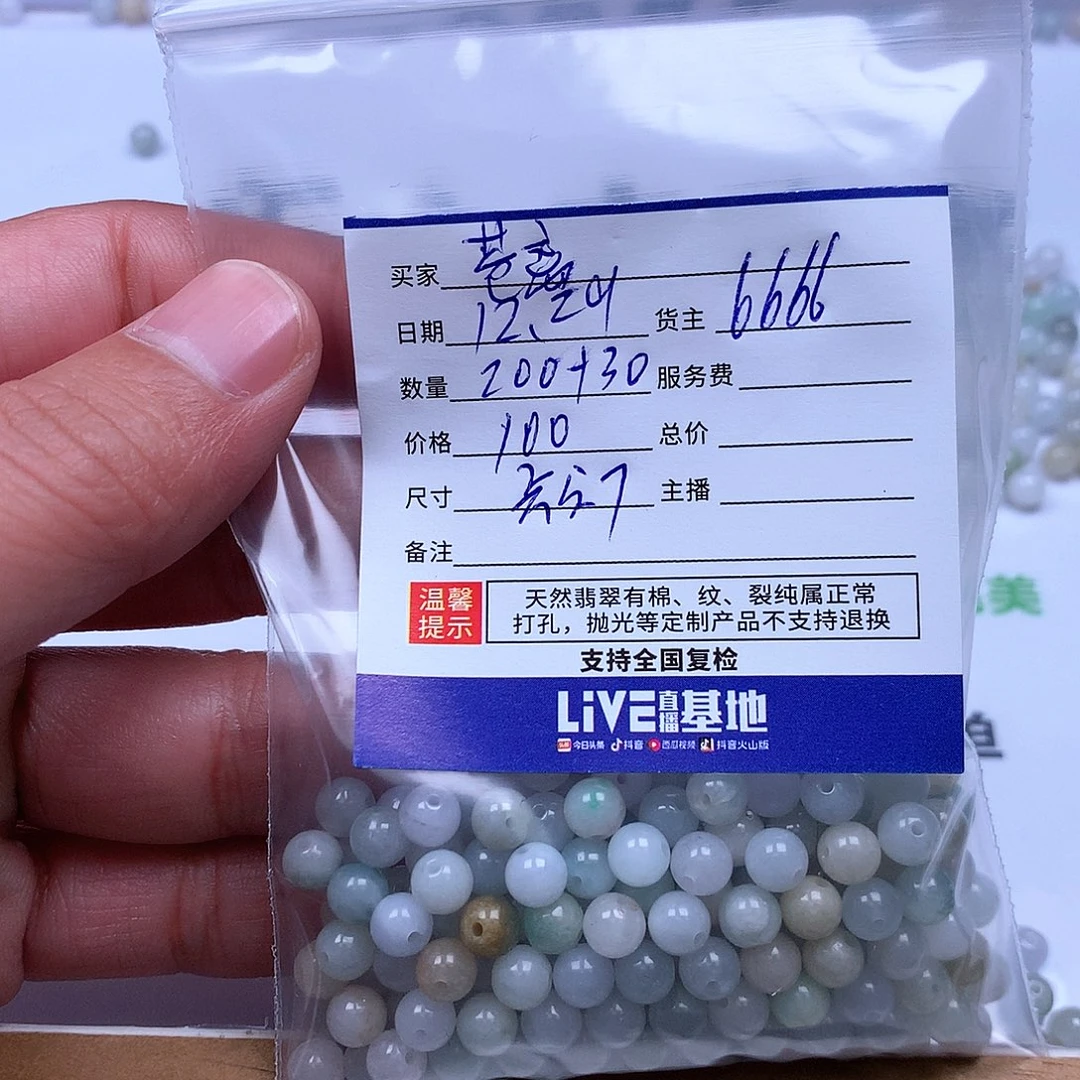 买家
日期 12、24 货主 6666
数量 200+30 服务费
价格 100 总价
尺寸 7 主播
备注
温馨提示
天然翡翠有棉、纹、裂纯属正常
打孔，抛光等定制产品不支持退换
支持全国复检
LiVE直播基地
今日头条 抖音 西瓜视频 抖音火山版
美